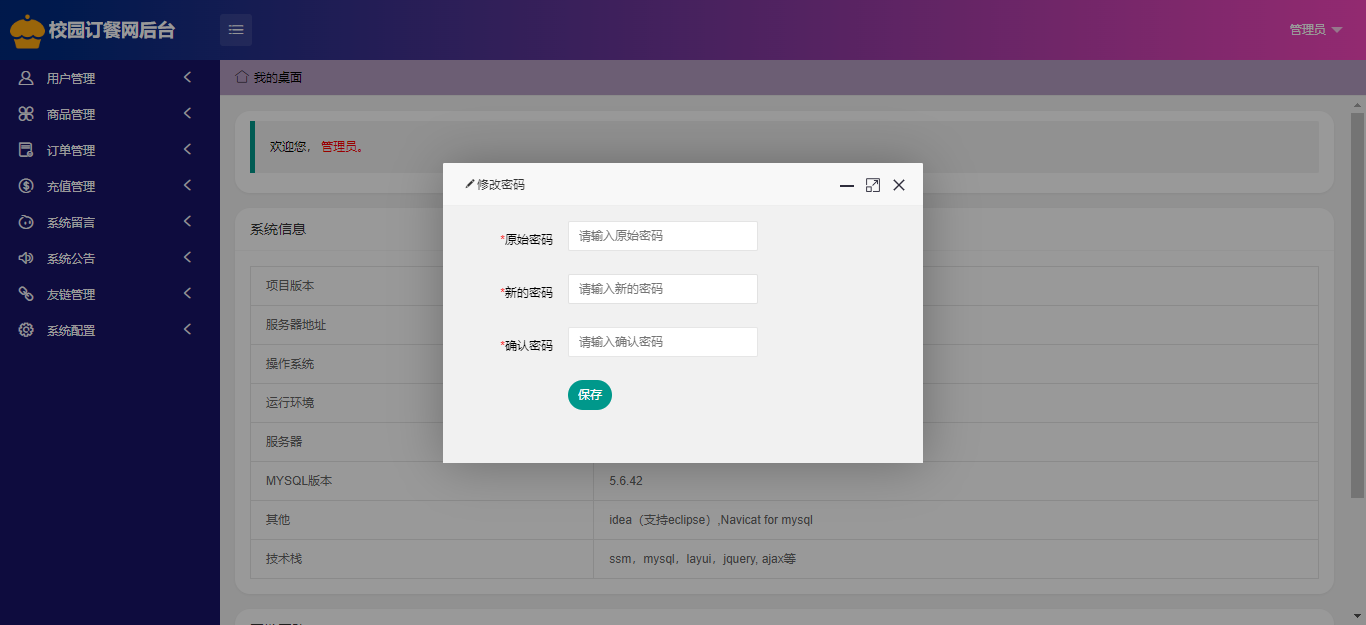 校园订餐网后台
管理员
用户管理
商品管理
订单管理
充值管理
系统留言
系统公告
友链管理
系统配置
我的桌面
欢迎您，管理员。
修改密码
*原始密码 请输入原始密码
*新的密码 请输入新的密码
*确认密码 请输入确认密码
保存
系统信息
项目版本
服务器地址
操作系统
运行环境
服务器
MYSQL版本 5.6.42
其他 idea（支持eclipse）,Navicat for mysql
技术栈 ssm，mysql，layui，jquery, ajax等